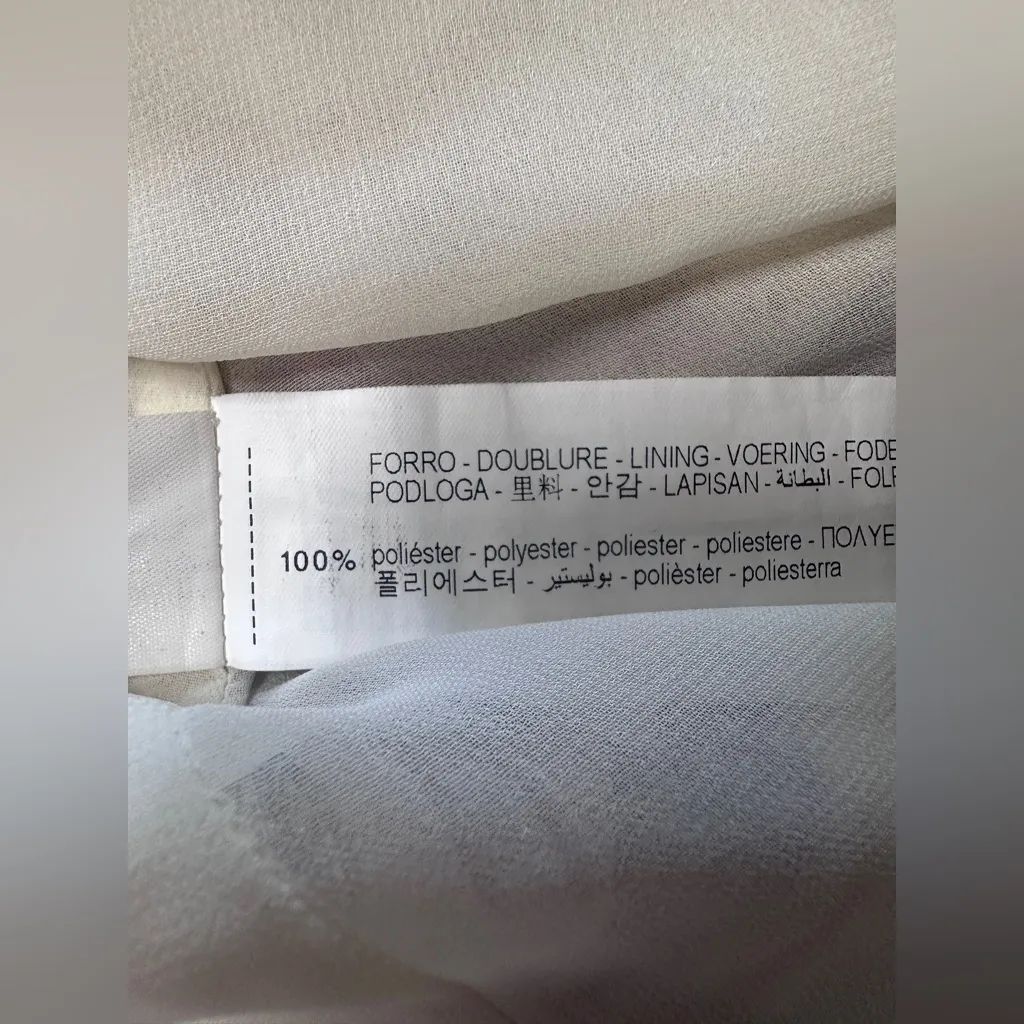 FORRO - DOUBLURE - LINING - VOERING - FODE
PODLOGA - 里料 - 안감 - LAPISAN - البطانة - FOLF
100% poliéster - polyester - poliester - poliestere - ΠΟΛΥΕ
폴리에스터 - بوليستير - polièster - poliesterra